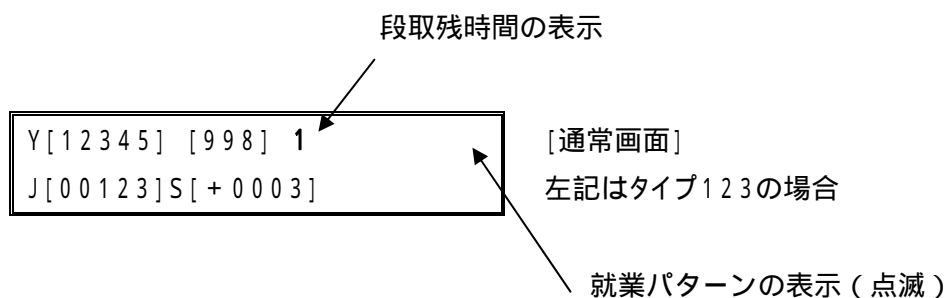 段取残時間の表示
Y[12345] [998] 1
[通常画面]
J[00123]S[+0003]
左記はタイプ123の場合
就業パターンの表示(点滅)